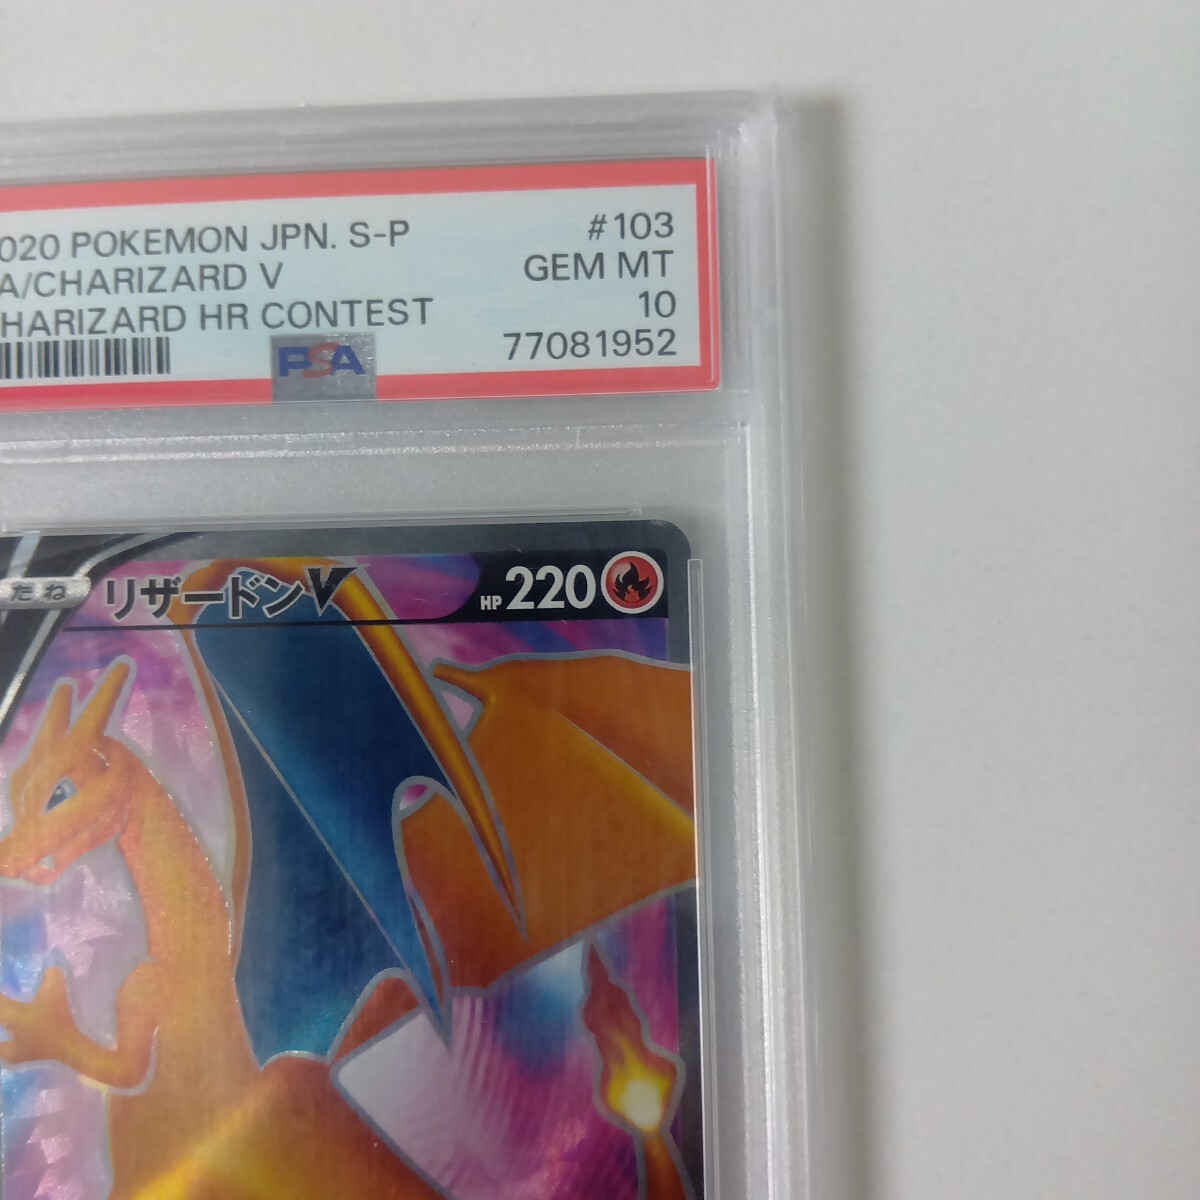 020 POKEMON JPN. S-P #103
A/CHARIZARD V GEM MT
HARIZARD HR CONTEST 10
77081952
PSA
たね リザードンV HP 220